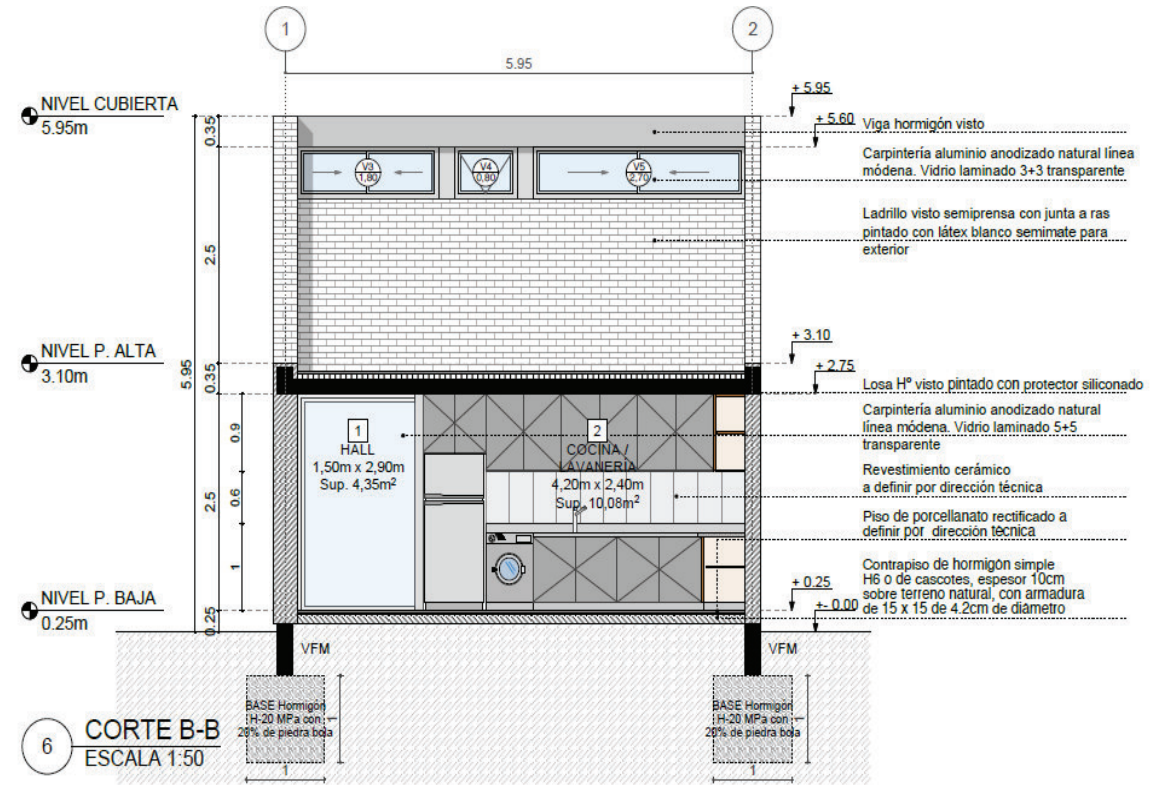 1
2
5.95
NIVEL CUBIERTA
5.95m
0.35
+ 5.95
+ 5.60
Viga hormigón visto
V3
1,80
V4
0,80
V5
2,70
Carpintería aluminio anodizado natural línea
módena. Vidrio laminado 3+3 transparente
2.5
Ladrillo visto semiprensa con junta a ras
pintado con látex blanco semimate para
exterior
NIVEL P. ALTA
3.10m
5.95
0.35
+ 3.10
+ 2.75
Losa Hº visto pintado con protector siliconado
0.9
0.6
1
2.5
1
HALL
1,50m x 2,90m
Sup. 4,35m²
2
COCINA /
LAVANERIA
4,20m x 2,40m
Sup. 10,08m²
Carpintería aluminio anodizado natural
línea módena. Vidrio laminado 5+5
transparente
Revestimiento cerámico
a definir por dirección técnica
Piso de porcellanato rectificado a
definir por dirección técnica
Contrapiso de hormigón simple
H6 o de cascotes, espesor 10cm
sobre terreno natural, con armadura
de 15 x 15 de 4.2cm de diámetro
NIVEL P. BAJA
0.25m
0.25
+ 0.25
+- 0.00
VFM
VFM
BASE Hormigón
H-20 MPa con
20% de piedra bola
1
1
BASE Hormigón
H-20 MPa con
20% de piedra bola
1
1
6
CORTE B-B
ESCALA 1:50